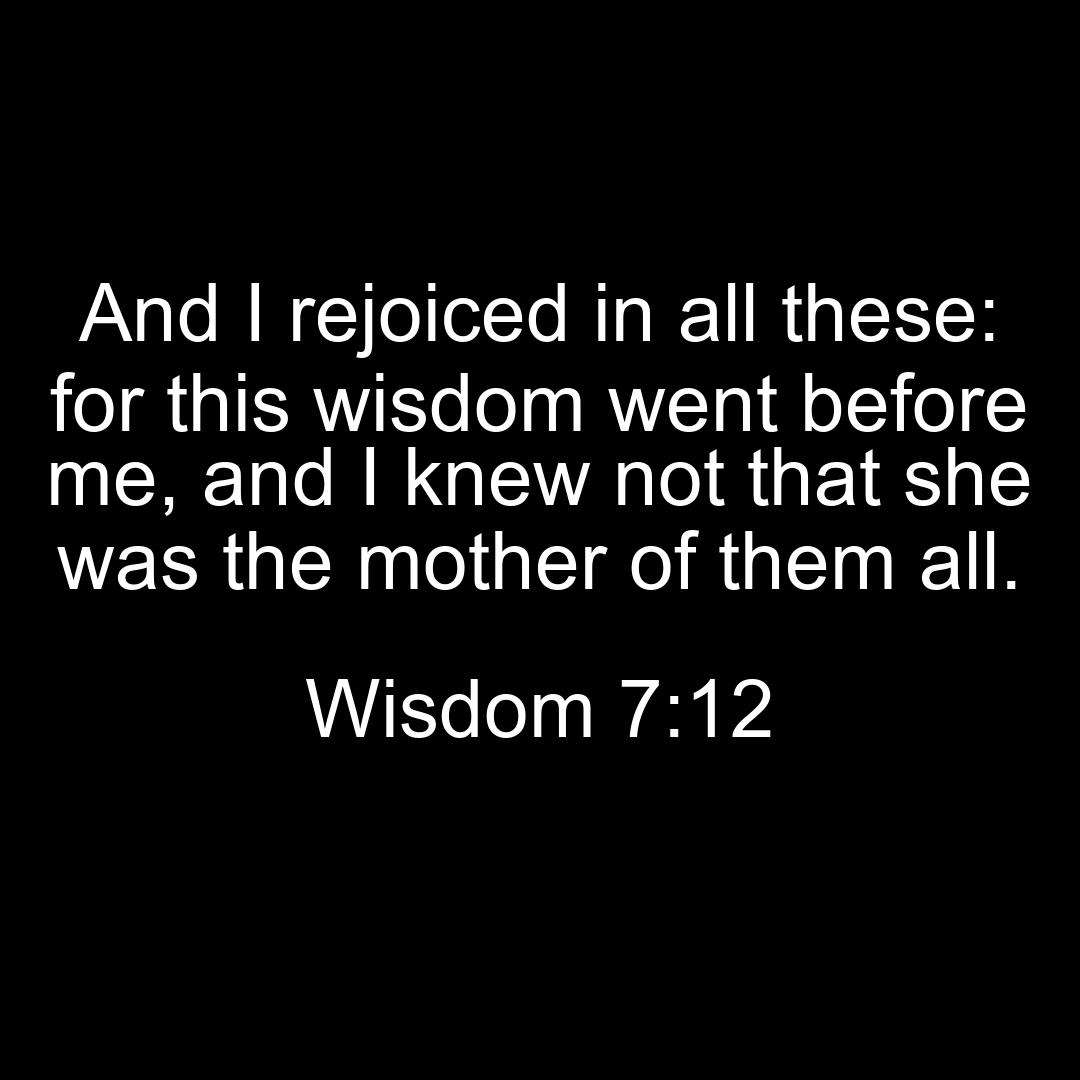 And I rejoiced in all these:
for this wisdom went before
me, and I knew not that she
was the mother of them all.
Wisdom 7:12